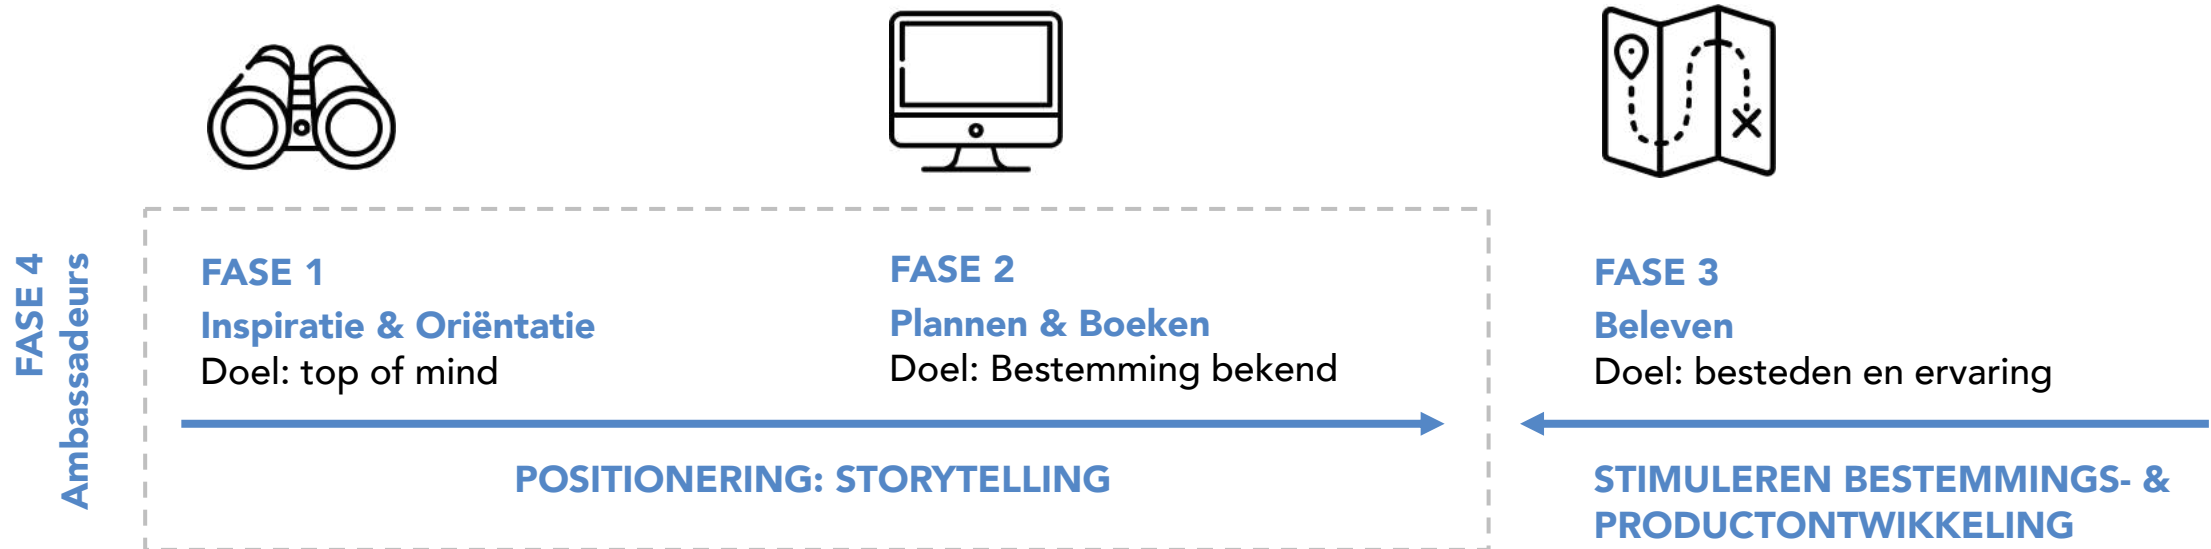 FASE 4
Ambassadeurs
FASE 1
Inspiratie & Oriëntatie
Doel: top of mind
FASE 2
Plannen & Boeken
Doel: Bestemming bekend
FASE 3
Beleven
Doel: besteden en ervaring
POSITIONERING: STORYTELLING
STIMULEREN BESTEMMINGS- &
PRODUCTONTWIKKELING